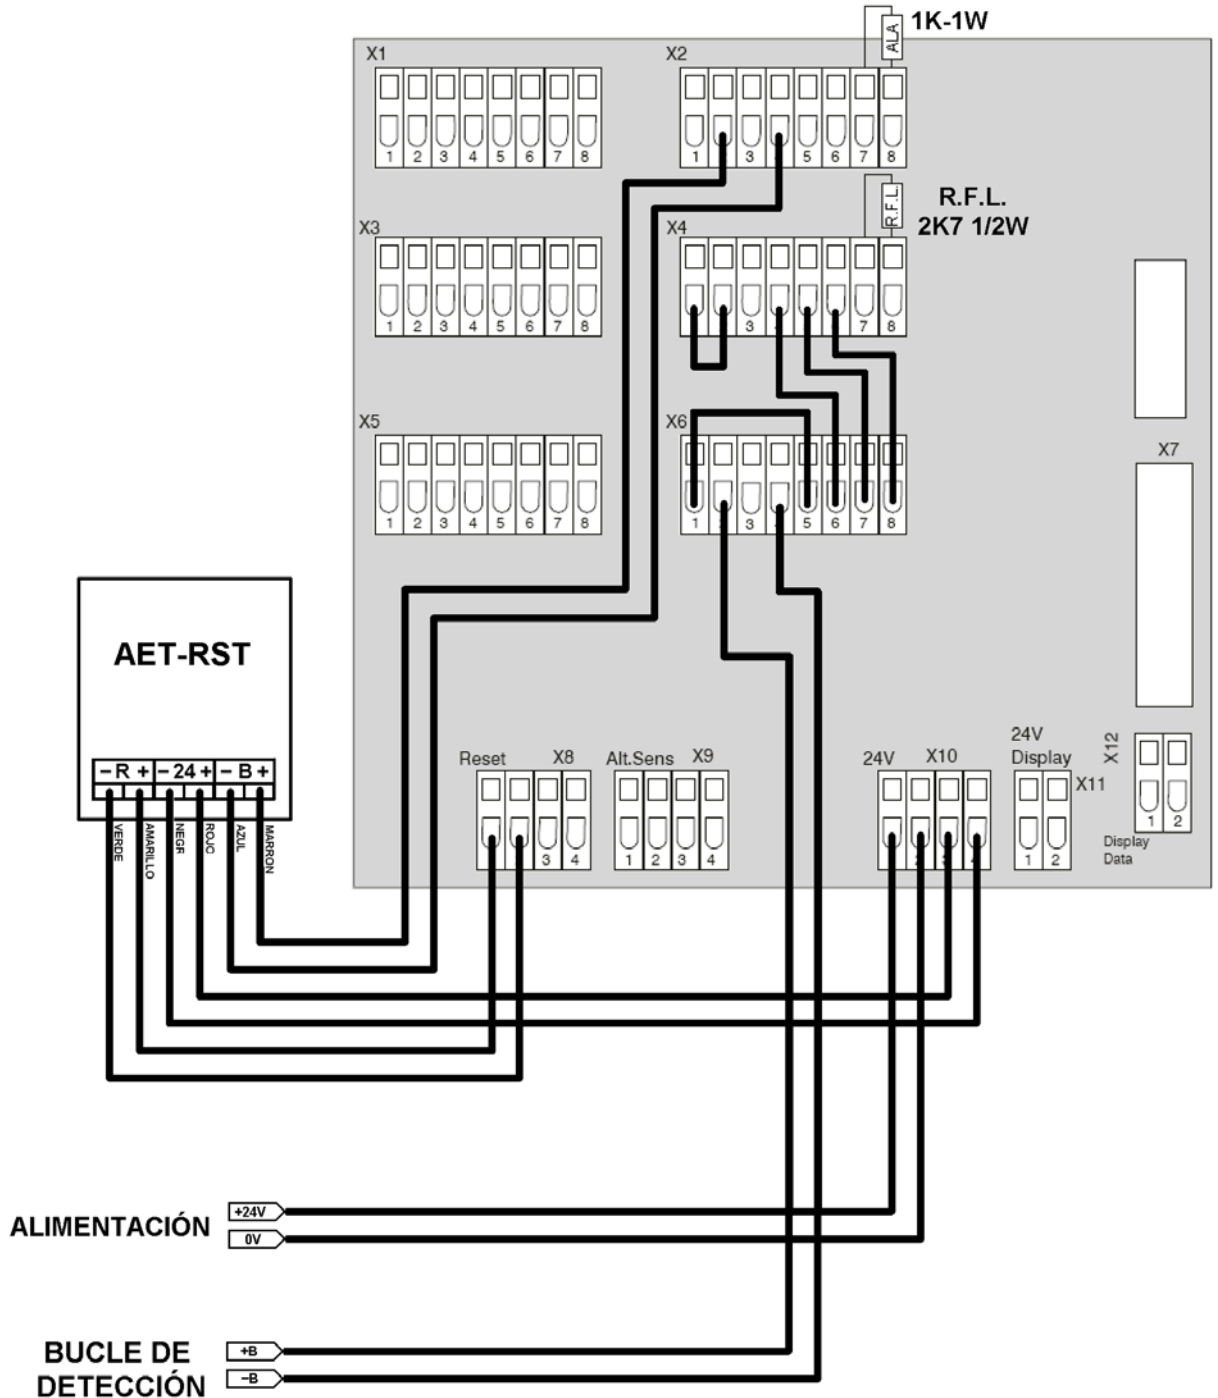 1K-1W
ALA
X1
X2
1 2 3 4 5 6 7 8
1 3 5 6 7 8
R.F.L.
R.F.L.
2K7 1/2W
X3
X4
1 2 3 4 5 6 7 8
3 7 8
X5
X6
1 2 3 4 5 6 7 8
1 3 5 6 7 8
X7
AET-RST
− R + − 24 + − B +
VERDE
AMARILLO
NEGR
ROJO
AZUL
MARRON
Reset
X8
3 4
Alt.Sens
X9
1 2 3 4
24V
X10
24V
Display
X11
1 2
X12
1 2
Display
Data
ALIMENTACIÓN
+24V
0V
BUCLE DE
DETECCIÓN
+B
−B